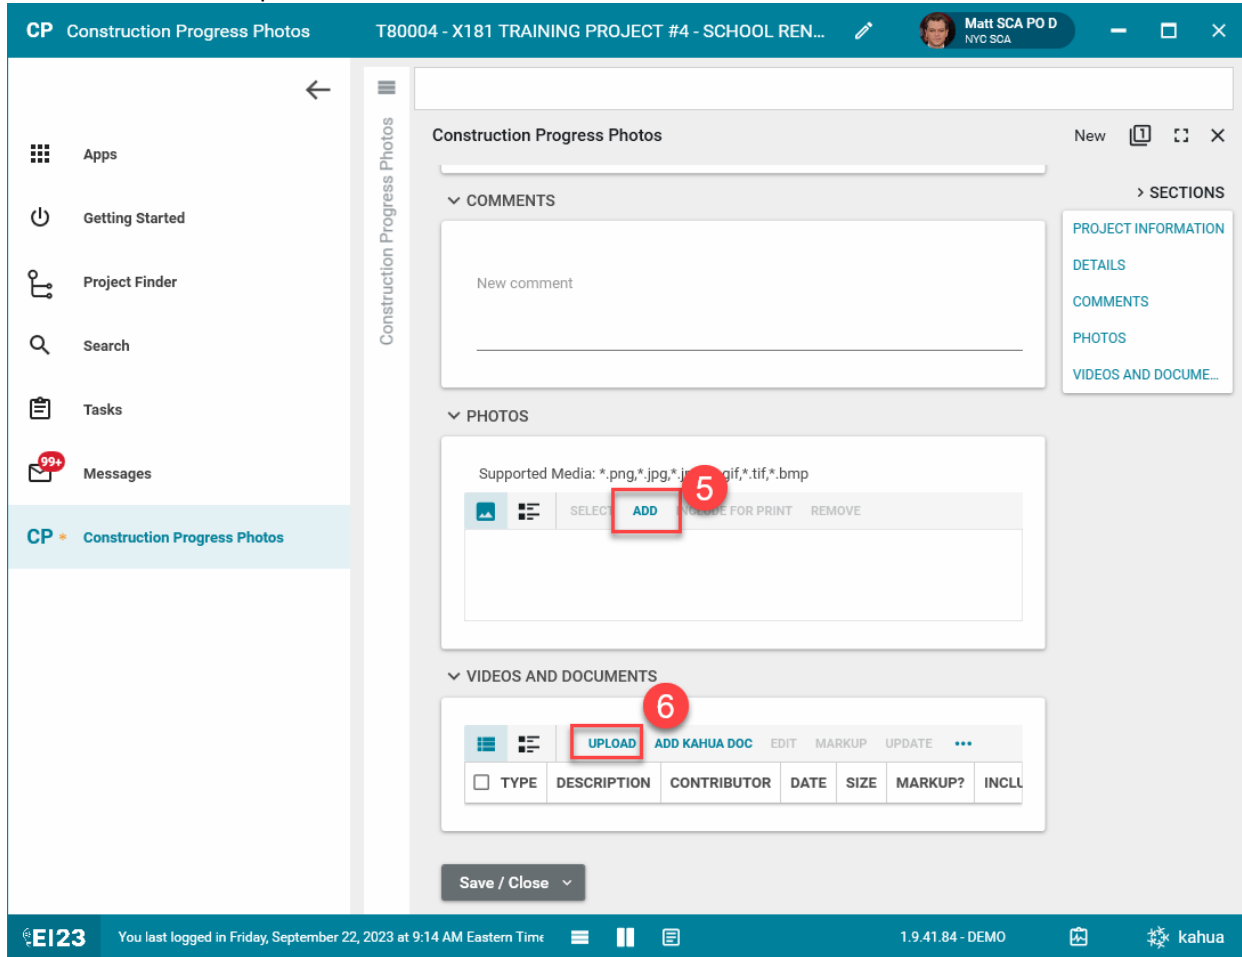 CP Construction Progress Photos T80004 - X181 TRAINING PROJECT #4 - SCHOOL REN... Matt SCA PO D
NYC SCA
Apps
Getting Started
Project Finder
Search
Tasks
99+
Messages
CP * Construction Progress Photos
Construction Progress Photos
Construction Progress Photos New 1
COMMENTS
New comment
PHOTOS
Supported Media: *.png,*.jpg,*.j gif,*.tif,*.bmp
5
SELECT ADD INCLUDE FOR PRINT REMOVE
VIDEOS AND DOCUMENTS
6
UPLOAD ADD KAHUA DOC EDIT MARKUP UPDATE •••
TYPE DESCRIPTION CONTRIBUTOR DATE SIZE MARKUP? INCLU
Save / Close
> SECTIONS
PROJECT INFORMATION
DETAILS
COMMENTS
PHOTOS
VIDEOS AND DOCUME...
EI23 You last logged in Friday, September 22, 2023 at 9:14 AM Eastern Time 1.9.41.84 - DEMO kahua